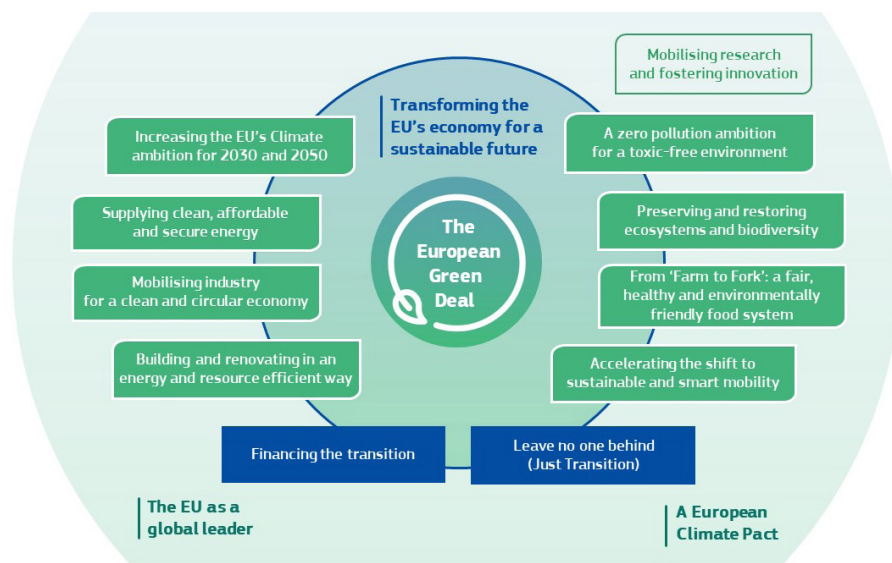 Mobilising research
and fostering innovation
Transforming the
EU's economy for a
sustainable future
Increasing the EU's Climate
ambition for 2030 and 2050
Supplying clean, affordable
and secure energy
Mobilising industry
for a clean and circular economy
Building and renovating in an
energy and resource efficient way
The
European
Green
Deal
A zero pollution ambition
for a toxic-free environment
Preserving and restoring
ecosystems and biodiversity
From ‘Farm to Fork’: a fair,
healthy and environmentally
friendly food system
Accelerating the shift to
sustainable and smart mobility
Financing the transition
Leave no one behind
(Just Transition)
The EU as a
global leader
A European
Climate Pact